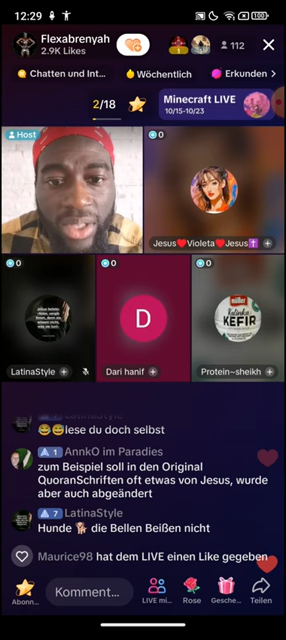 12:29
100
Flexabrenyah
2.9K Likes
112
Chatten und Int...
Wöchentlich
Erkunden
2/18
Minecraft LIVE
10/15-10/23
Host
0
Jesus❤️Violeta❤️Jesus✝️
0
0
0
D
müller
Kalinka
KEFIR
LatinaStyle
Dari hanif
Protein~sheikh
7 LatinaStyle
😅😅lese du doch selbst
1 AnnkO im Paradies
zum Beispiel soll in den Original
QuoranSchriften oft etwas von Jesus, wurde
aber auch abgeändert
7 LatinaStyle
Hunde 🐕 die Bellen Beißen nicht
Maurice98 hat dem LIVE einen Like gegeben
Komment...
Abonn...
LIVE mi...
Rose
Gesche...
Teilen